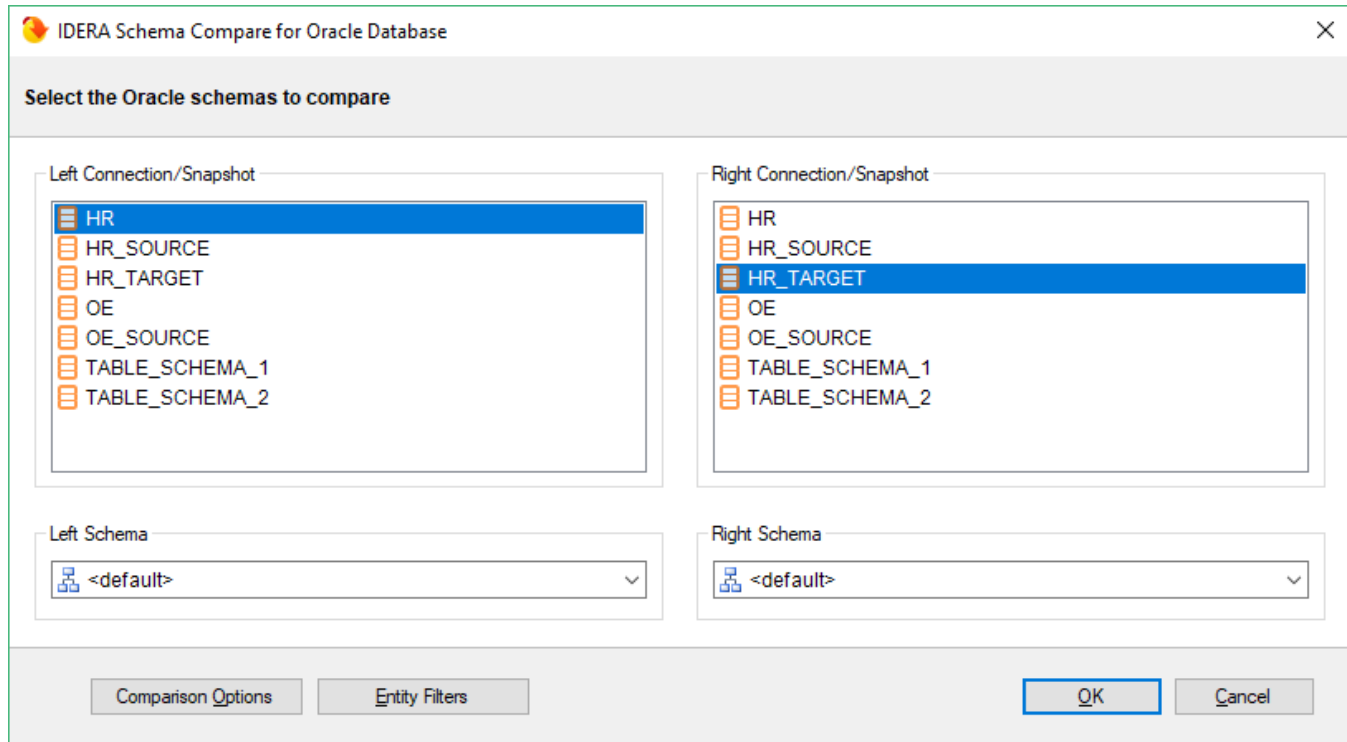 IDERA Schema Compare for Oracle Database
Select the Oracle schemas to compare
Left Connection/Snapshot
HR
HR_SOURCE
HR_TARGET
OE
OE_SOURCE
TABLE_SCHEMA_1
TABLE_SCHEMA_2
Right Connection/Snapshot
HR
HR_SOURCE
HR_TARGET
OE
OE_SOURCE
TABLE_SCHEMA_1
TABLE_SCHEMA_2
Left Schema
<default>
Right Schema
<default>
Comparison Options
Entity Filters
OK
Cancel